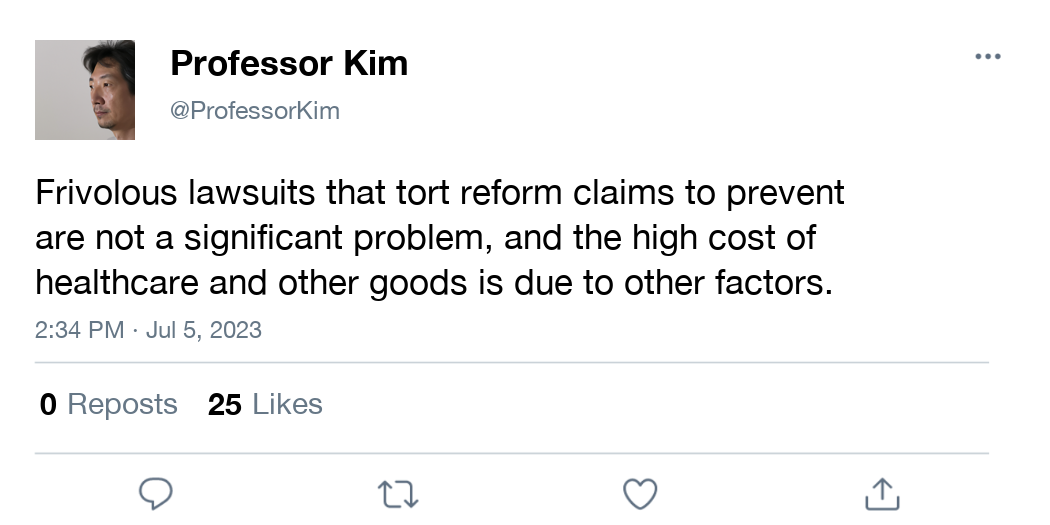 Professor Kim
@ProfessorKim
Frivolous lawsuits that tort reform claims to prevent
are not a significant problem, and the high cost of
healthcare and other goods is due to other factors.
2:34 PM · Jul 5, 2023
0 Reposts 25 Likes